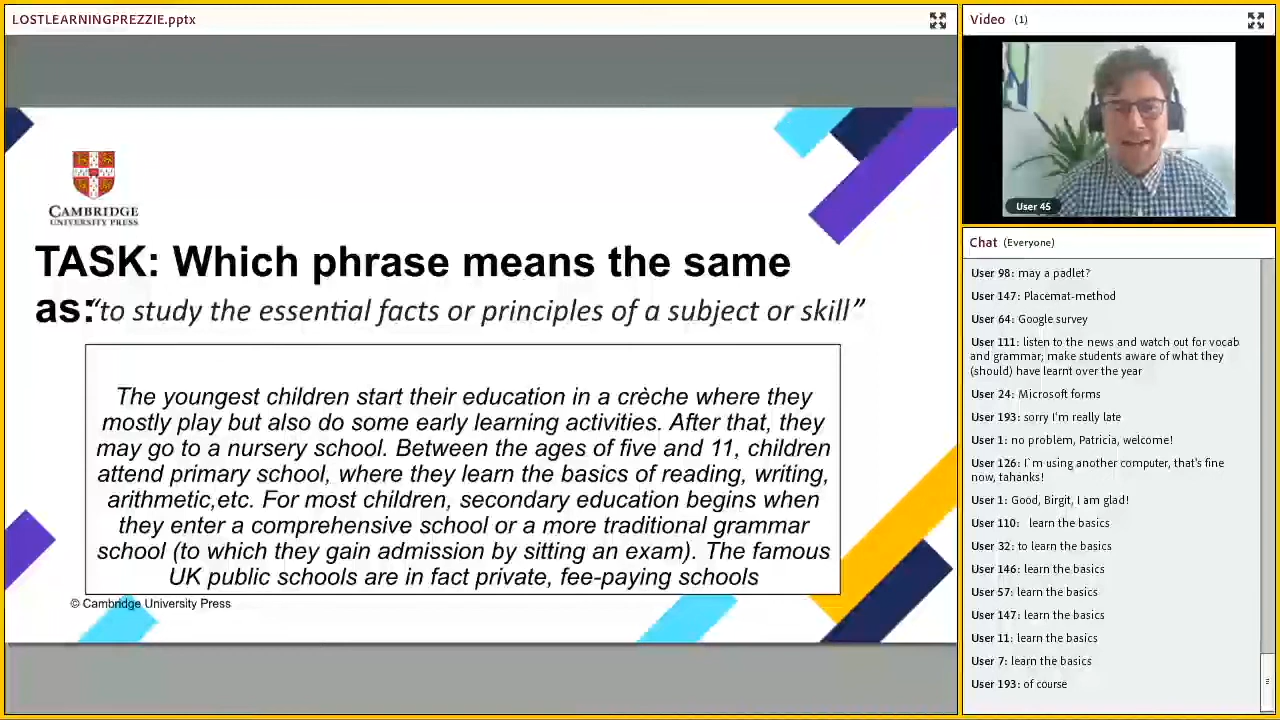 LOSTLEARNINGPREZZIE.pptx
CAMBRIDGE
UNIVERSITY PRESS
TASK: Which phrase means the same
as:“to study the essential facts or principles of a subject or skill”
The youngest children start their education in a crèche where they
mostly play but also do some early learning activities. After that, they
may go to a nursery school. Between the ages of five and 11, children
attend primary school, where they learn the basics of reading, writing,
arithmetic,etc. For most children, secondary education begins when
they enter a comprehensive school or a more traditional grammar
school (to which they gain admission by sitting an exam). The famous
UK public schools are in fact private, fee-paying schools
© Cambridge University Press
Video (1)
User 45
Chat (Everyone)
User 98: may a padlet?
User 147: Placemat-method
User 64: Google survey
User 111: listen to the news and watch out for vocab
and grammar; make students aware of what they
(should) have learnt over the year
User 24: Microsoft forms
User 193: sorry I'm really late
User 1: no problem, Patricia, welcome!
User 126: I`m using another computer, that's fine
now, tahanks!
User 1: Good, Birgit, I am glad!
User 110: learn the basics
User 32: to learn the basics
User 146: learn the basics
User 57: learn the basics
User 147: learn the basics
User 11: learn the basics
User 7: learn the basics
User 193: of course